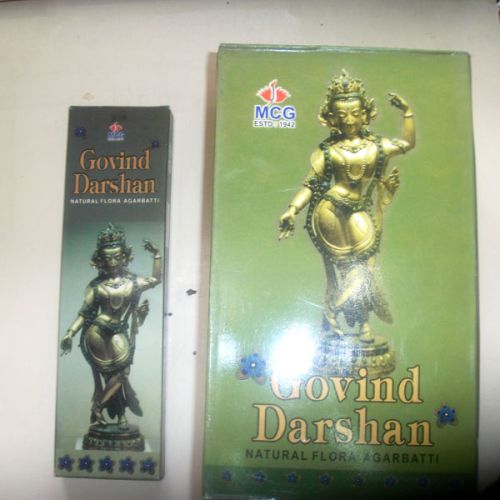 MCG
Govind
Darshan
NATURAL FLORA AGARBATTI
MCG
ESTD. 1942
Govind
Darshan
NATURAL FLORA AGARBATTI